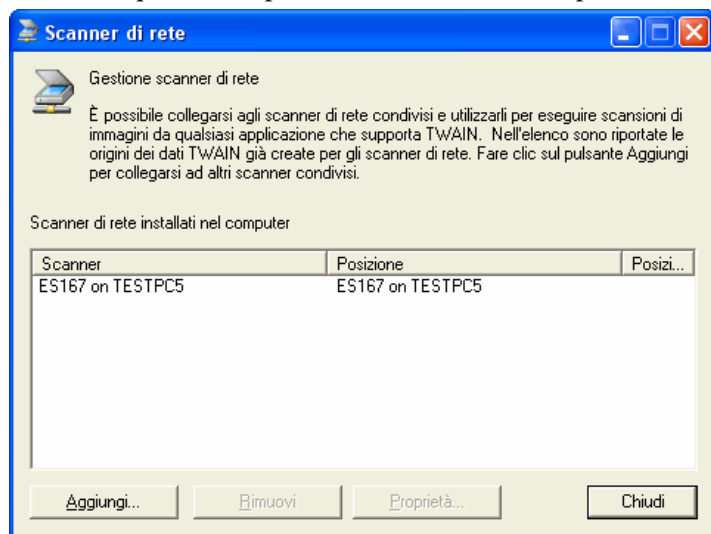 Scanner di rete
Gestione scanner di rete
È possibile collegarsi agli scanner di rete condivisi e utilizzarli per eseguire scansioni di
immagini da qualsiasi applicazione che supporta TWAIN. Nell'elenco sono riportate le
origini dei dati TWAIN già create per gli scanner di rete. Fare clic sul pulsante Aggiungi
per collegarsi ad altri scanner condivisi.
Scanner di rete installati nel computer
Scanner Posizione Posizi...
ES167 on TESTPC5 ES167 on TESTPC5
Aggiungi... Rimuovi Proprietà... Chiudi